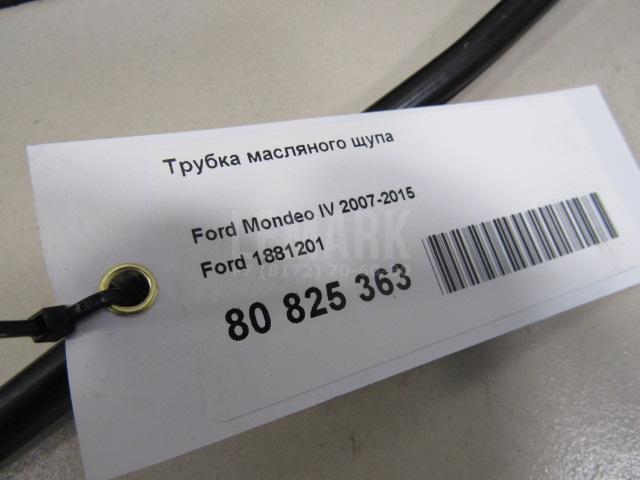 Трубка масляного щупа
Ford Mondeo IV 2007-2015
Ford 1881201
80 825 363